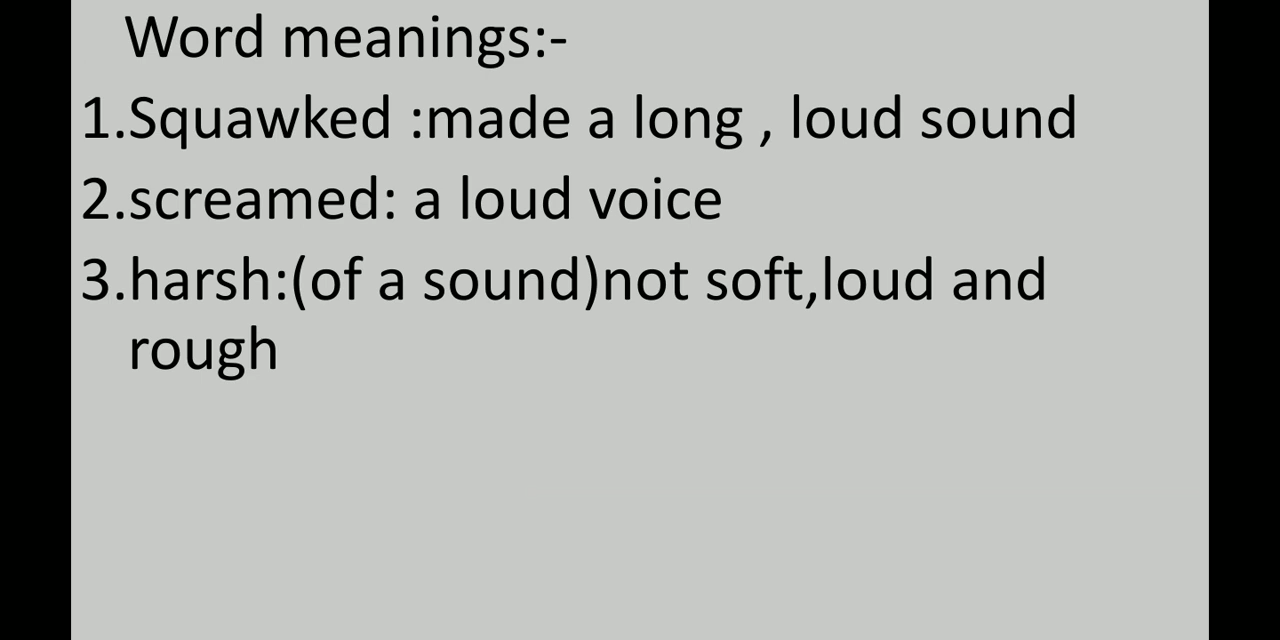 Word meanings:-
1.Squawked :made a long , loud sound
2.screamed: a loud voice
3.harsh:(of a sound)not soft,loud and
rough